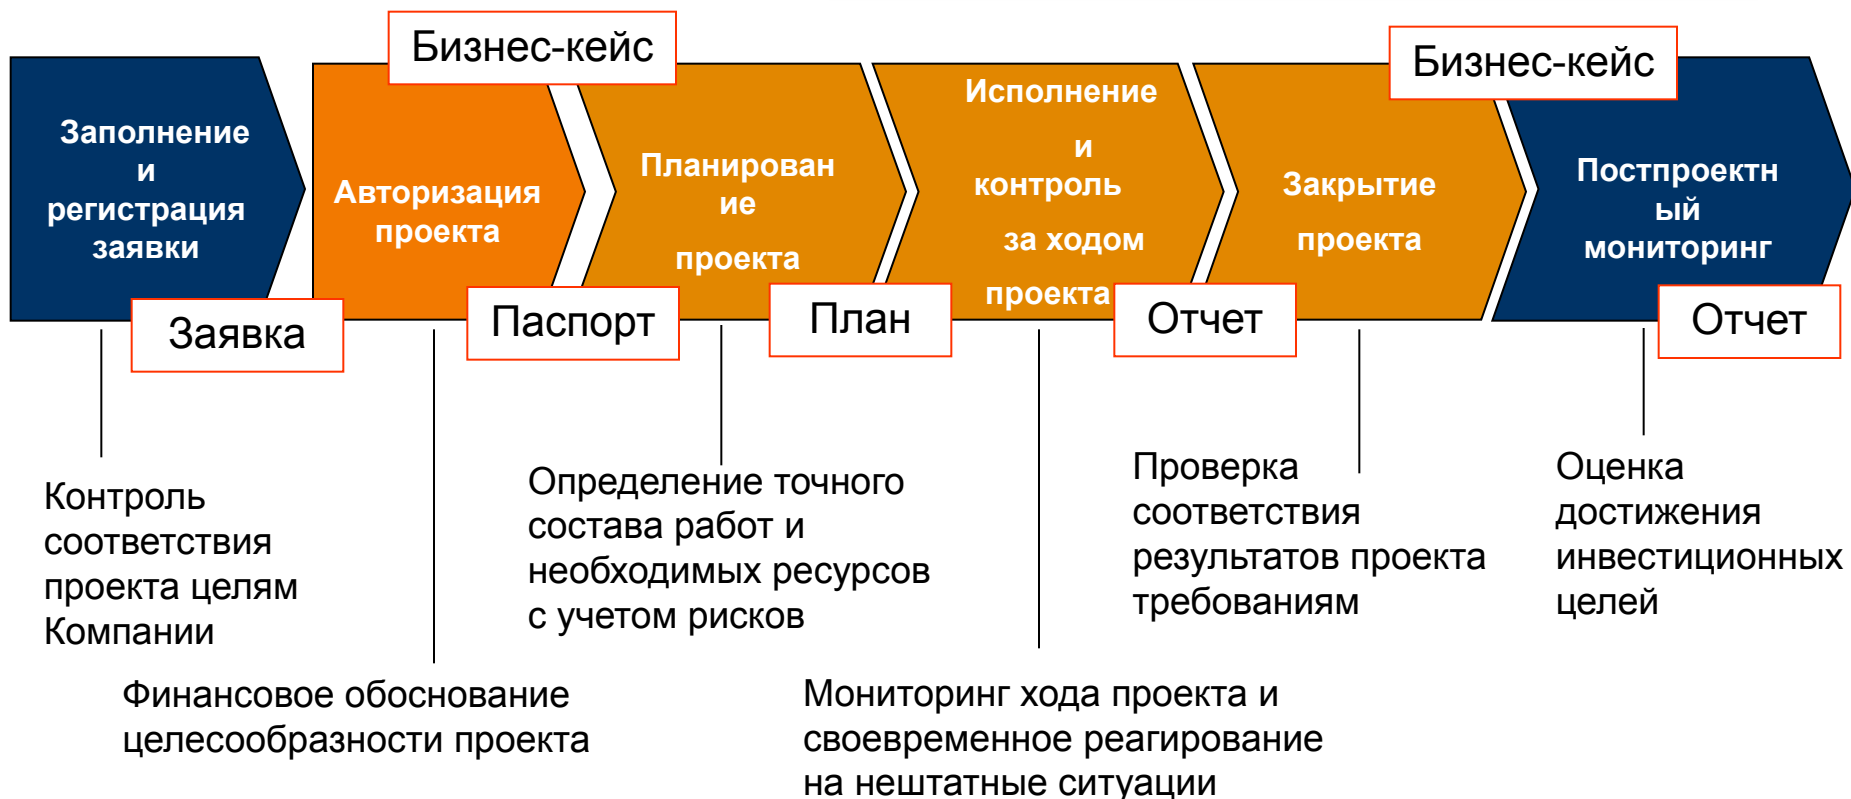 Бизнес-кейс
Бизнес-кейс
Заполнение
и
регистрация
заявки
Авторизация
проекта
Планирован
ие
проекта
Исполнение
и
контроль
за ходом
проекта
Закрытие
проекта
Постпроектн
ый
мониторинг
Заявка
Паспорт
План
Отчет
Отчет
Контроль
соответствия
проекта целям
Компании
Финансовое обоснование
целесообразности проекта
Определение точного
состава работ и
необходимых ресурсов
с учетом рисков
Мониторинг хода проекта и
своевременное реагирование
на нештатные ситуации
Проверка
соответствия
результатов проекта
требованиям
Оценка
достижения
инвестиционных
целей